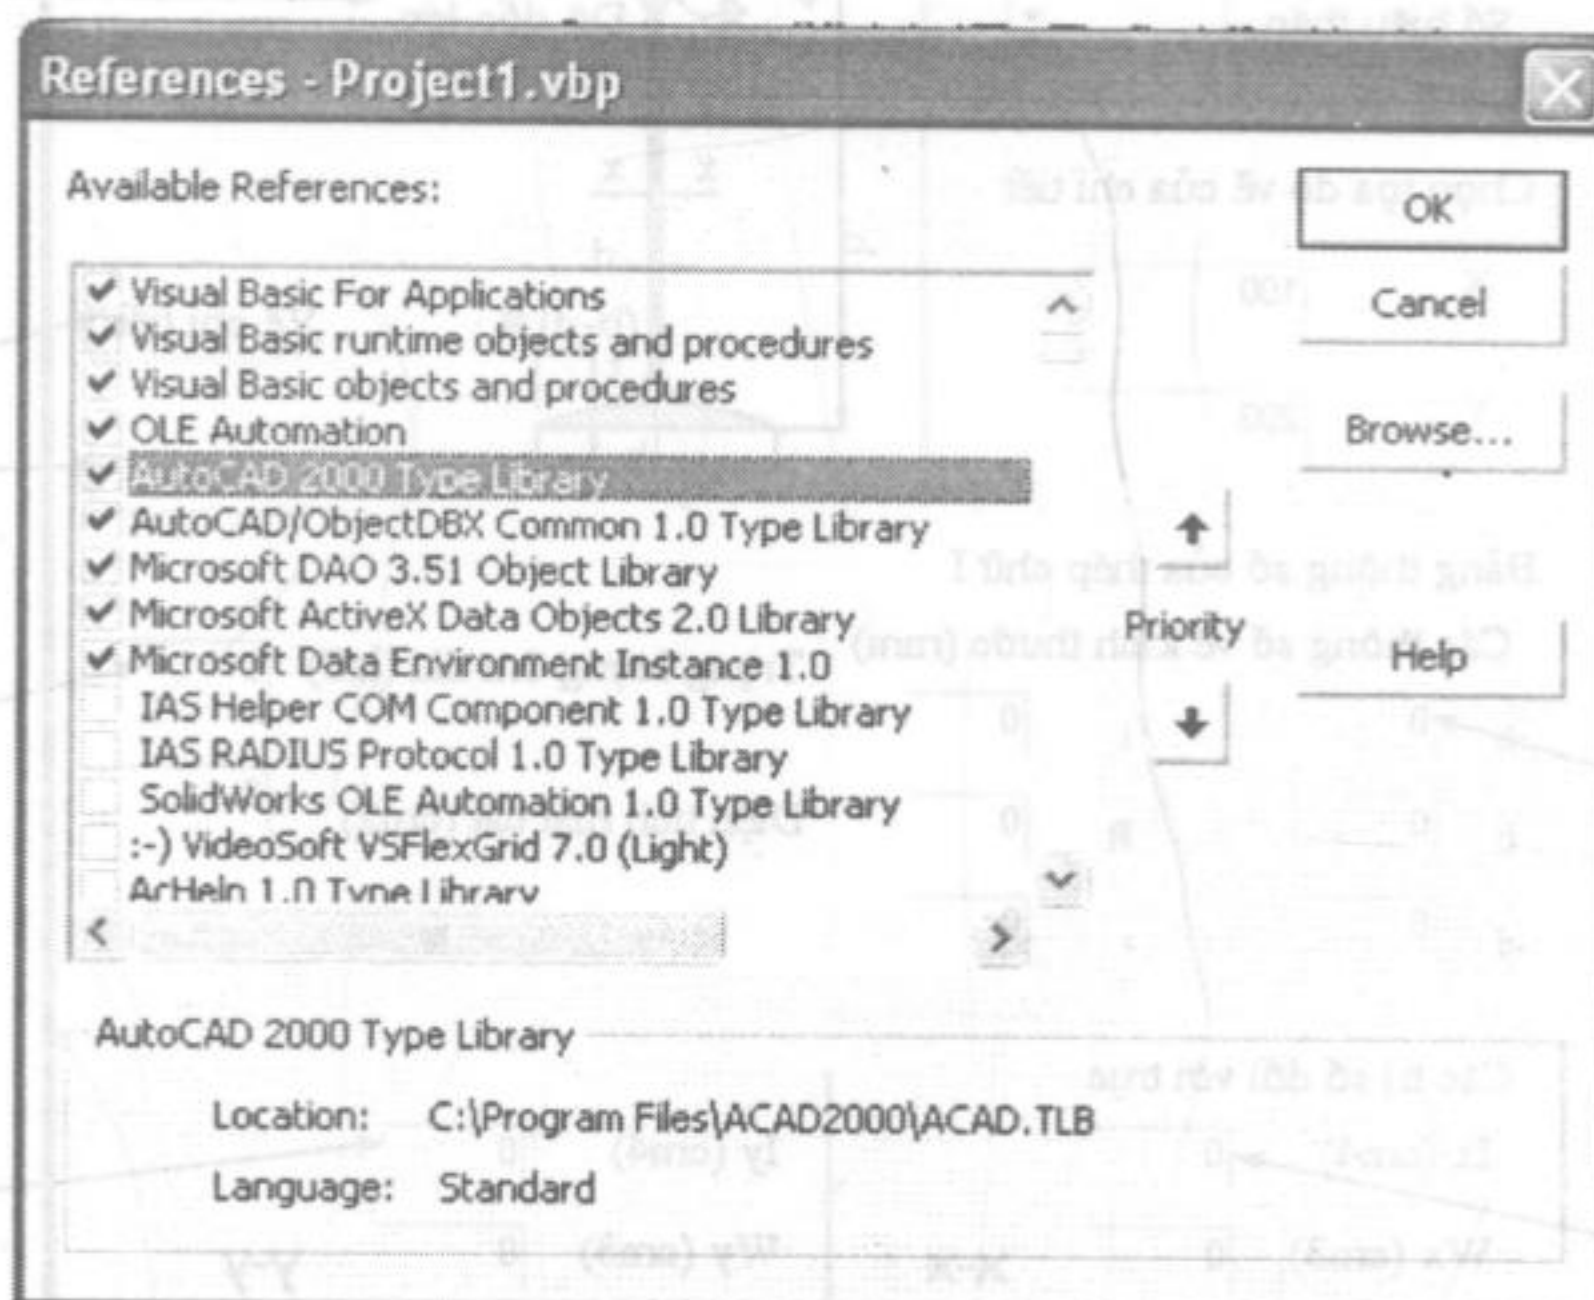 References - Project1.vbp
Available References:
OK
Cancel
Browse...
Priority
Help
Visual Basic For Applications
Visual Basic runtime objects and procedures
Visual Basic objects and procedures
OLE Automation
AutoCAD 2000 Type Library
AutoCAD/ObjectDBX Common 1.0 Type Library
Microsoft DAO 3.51 Object Library
Microsoft ActiveX Data Objects 2.0 Library
Microsoft Data Environment Instance 1.0
IAS Helper COM Component 1.0 Type Library
IAS RADIUS Protocol 1.0 Type Library
SolidWorks OLE Automation 1.0 Type Library
:-) VideoSoft VSFlexGrid 7.0 (Light)
AcHelp 1.0 Type Library
AutoCAD 2000 Type Library
Location: C:\Program Files\ACAD2000\ACAD.TLB
Language: Standard